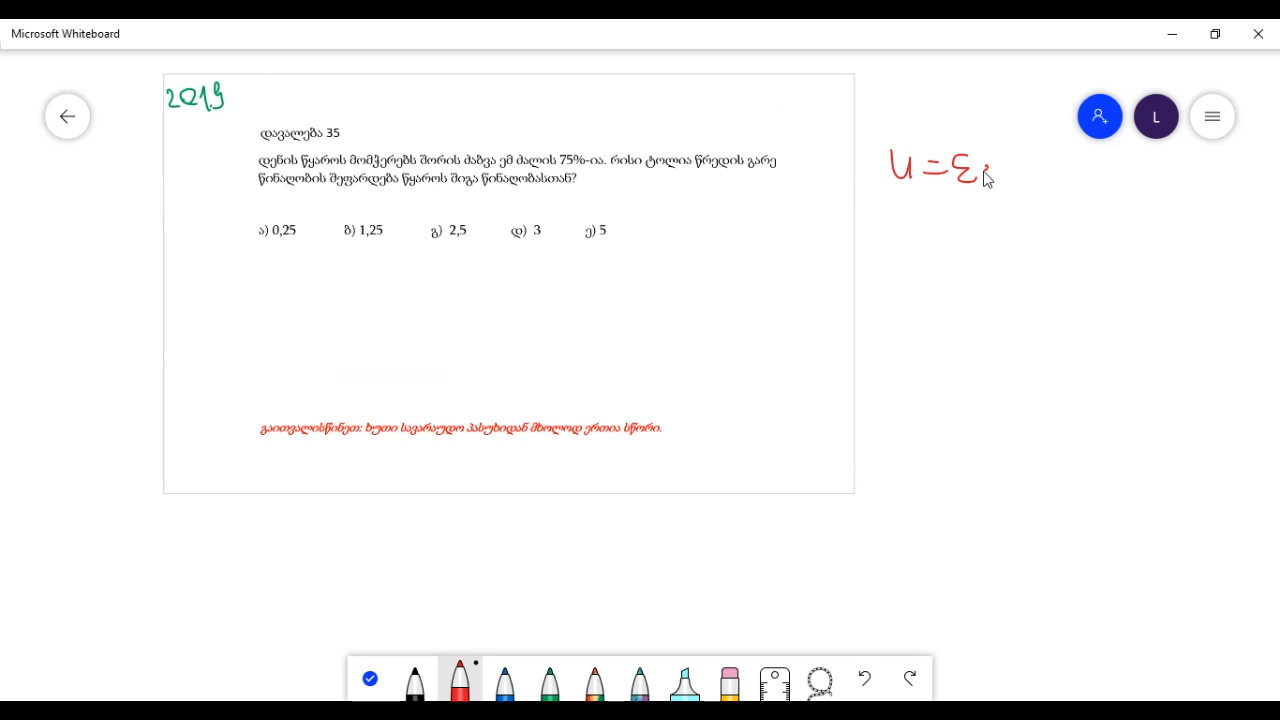 Microsoft Whiteboard
2019
დავალება 35
დენის წყაროს მომჭერებს შორის ძაბვა ემ ძალის 75%-ია. რისი ტოლია წრედის გარე
წინაღობის შეფარდება წყაროს შიგა წინაღობასთან?
ა) 0,25 ბ) 1,25 გ) 2,5 დ) 3 ე) 5
გაითვალისწინეთ: ხუთი სავარაუდო პასუხიდან მხოლოდ ერთია სწორი.
U = ε.
L